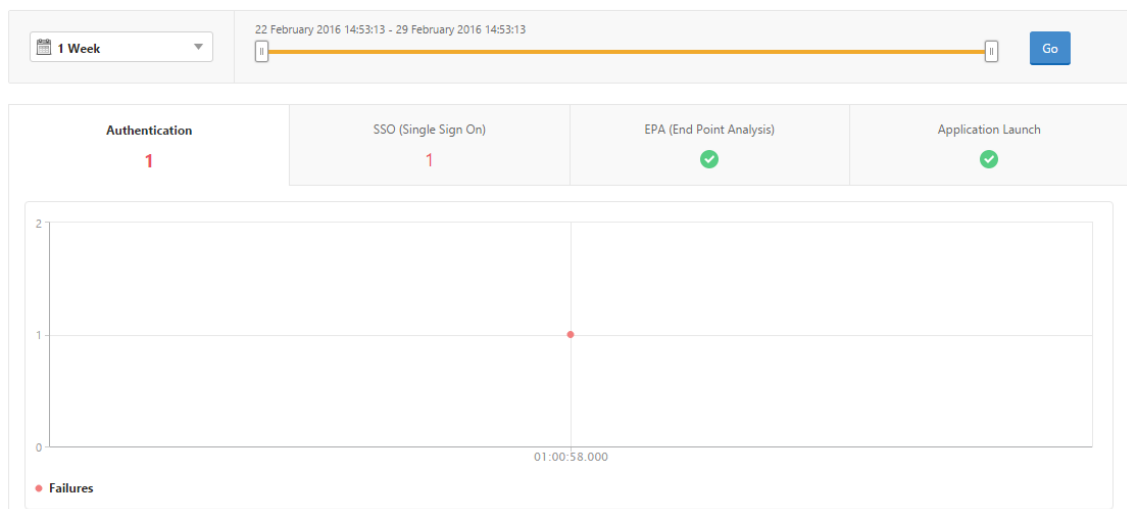 22 February 2016 14:53:13 - 29 February 2016 14:53:13
1 Week
Go
Authentication
1
SSO (Single Sign On)
1
EPA (End Point Analysis)
Application Launch
2
1
0
01:00:58.000
Failures